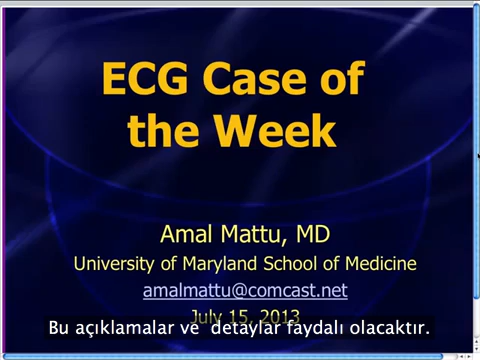 ECG Case of
the Week
Amal Mattu, MD
University of Maryland School of Medicine
amalmattu@comcast.net
July 15, 2013
Bu açıklamalar ve  detaylar faydalı olacaktır.